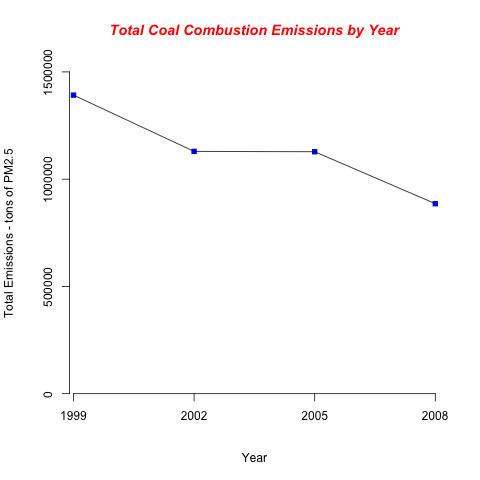 Total Coal Combustion Emissions by Year
Total Emissions - tons of PM2.5
1500000
1000000
500000
0
1999 2002 2005 2008
Year